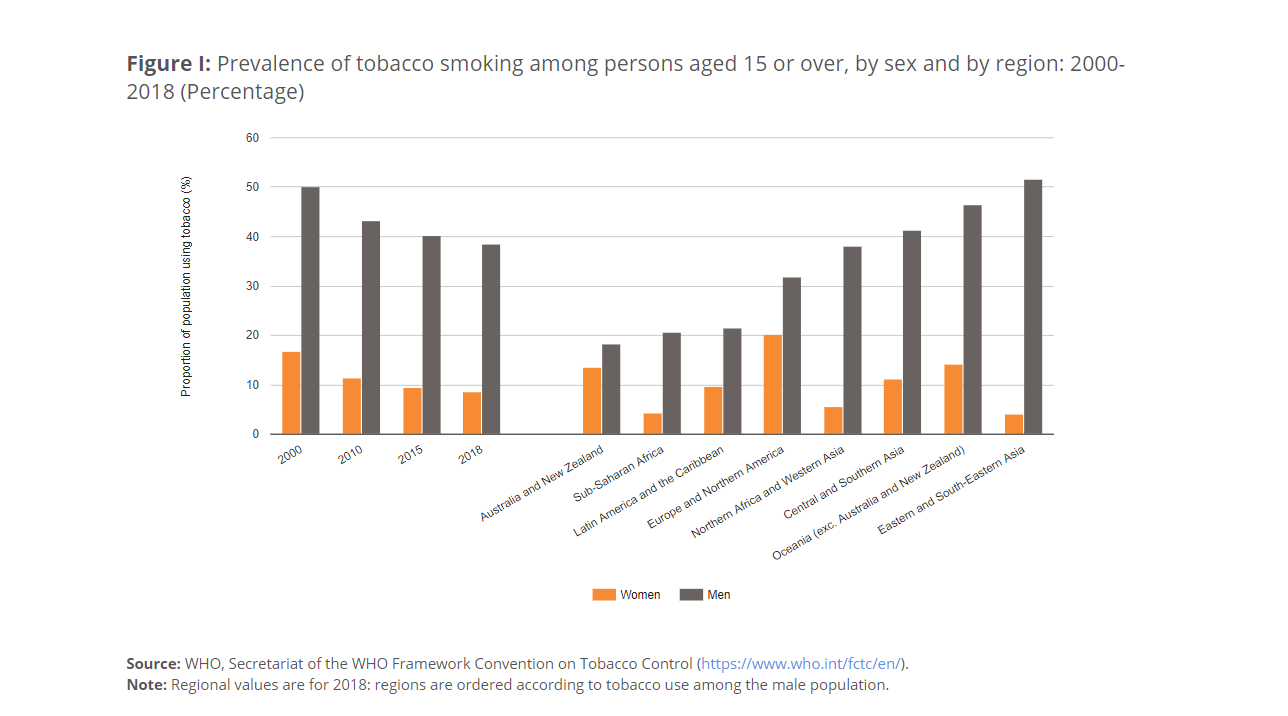 Figure I: Prevalence of tobacco smoking among persons aged 15 or over, by sex and by region: 2000-
2018 (Percentage)
Proportion of population using tobacco (%)
60
50
40
30
20
10
0
2000
2010
2015
2018
Australia and New Zealand
Sub-Saharan Africa
Latin America and the Caribbean
Europe and Northern America
Northern Africa and Western Asia
Central and Southern Asia
Oceania (exc. Australia and New Zealand)
Eastern and South-Eastern Asia
Women
Men
Source: WHO, Secretariat of the WHO Framework Convention on Tobacco Control (https://www.who.int/fctc/en/).
Note: Regional values are for 2018: regions are ordered according to tobacco use among the male population.